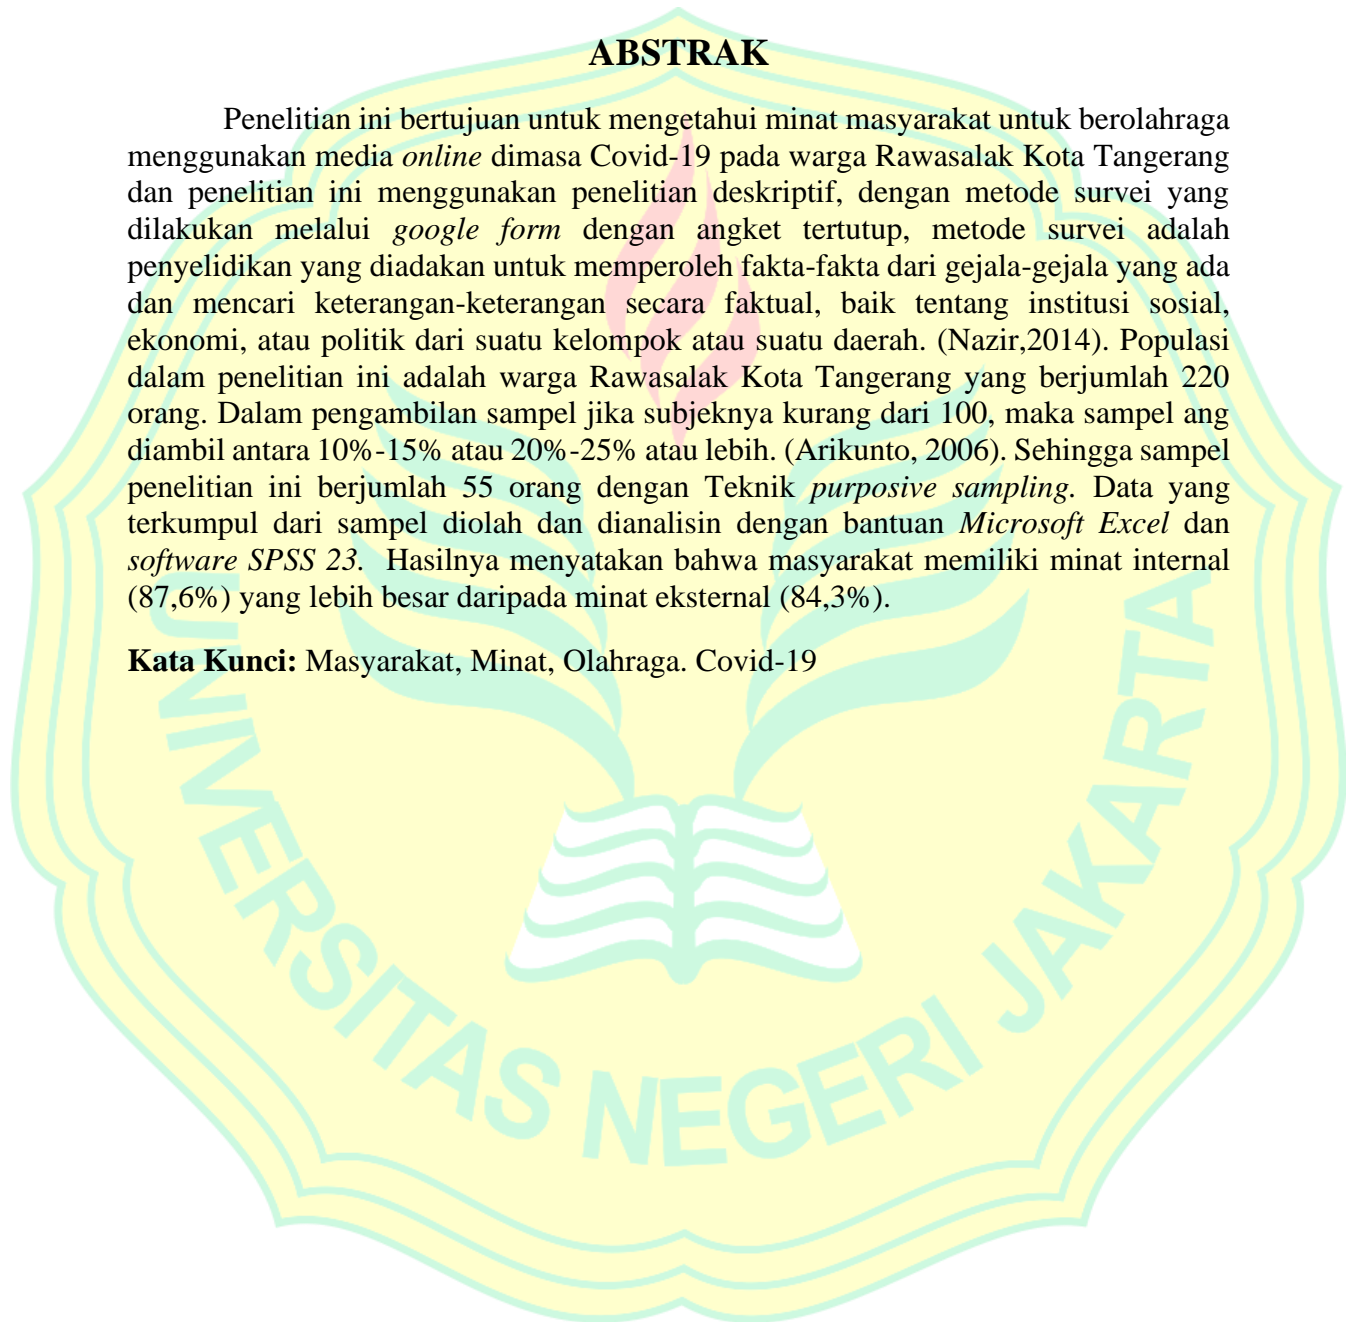 ABSTRAK
Penelitian ini bertujuan untuk mengetahui minat masyarakat untuk berolahraga
menggunakan media online dimasa Covid-19 pada warga Rawasalak Kota Tangerang
dan penelitian ini menggunakan penelitian deskriptif, dengan metode survei yang
dilakukan melalui google form dengan angket tertutup, metode survei adalah
penyelidikan yang diadakan untuk memperoleh fakta-fakta dari gejala-gejala yang ada
dan mencari keterangan-keterangan secara faktual, baik tentang institusi sosial,
ekonomi, atau politik dari suatu kelompok atau suatu daerah. (Nazir,2014). Populasi
dalam penelitian ini adalah warga Rawasalak Kota Tangerang yang berjumlah 220
orang. Dalam pengambilan sampel jika subjeknya kurang dari 100, maka sampel ang
diambil antara 10%-15% atau 20%-25% atau lebih. (Arikunto, 2006). Sehingga sampel
penelitian ini berjumlah 55 orang dengan Teknik purposive sampling. Data yang
terkumpul dari sampel diolah dan dianalisin dengan bantuan Microsoft Excel dan
software SPSS 23. Hasilnya menyatakan bahwa masyarakat memiliki minat internal
(87,6%) yang lebih besar daripada minat eksternal (84,3%).
Kata Kunci: Masyarakat, Minat, Olahraga. Covid-19
UNIVERSITAS NEGERI JAKARTA